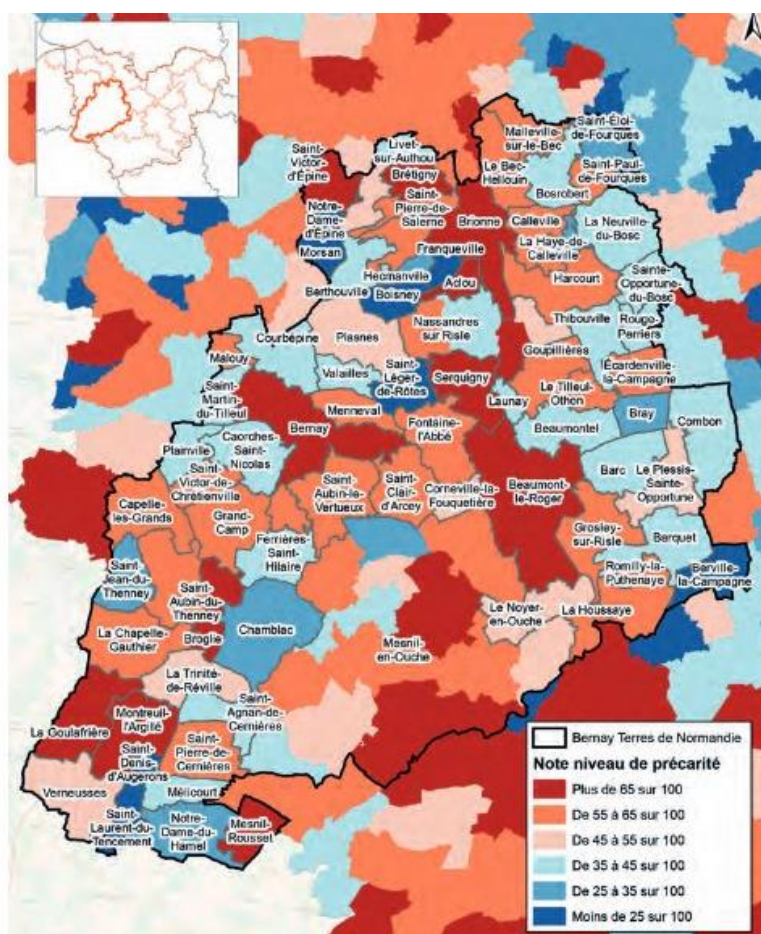 Saint-
Victor-
d'Épine
Livet-
sur-Authou
Brétigny
Malleville-
sur-le-Bec
Saint-Éloi-
de-Fourques
Le Bec-
Hellouin
Saint-Paul-
de-Fourques
Bosrobert
Notre-
Dame-
d'Épine
Saint-
Pierre-de-
Salerne
Brionne
Calleville
La Neuville-
du-Bosc
Morsan
Franqueville
La Haye-de-
Calleville
Hecmanville
Aclou
Harcourt
Sainte-
Opportune-
du-Bosc
Berthouville
Boisney
Courbépine
Plasnes
Nassandres
sur Risle
Thibouville
Rouge-
Perriers
Malouy
Goupillières
Valailles
Saint-
Léger-
de-Rôtes
Serquigny
Écardenville-
la-Campagne
Saint-
Martin-
du-Tilleul
Menneval
Launay
Le Tilleul-
Othon
Bray
Combon
Bernay
Fontaine-
l'Abbé
Beaumontel
Plainville
Caorches-
Saint-
Nicolas
Barc
Le Plessis-
Sainte-
Opportune
Saint-
Victor-de-
Chrétienville
Saint-
Aubin-le-
Vertueux
Saint-
Clair-
d'Arcey
Corneville-la-
Fouquetière
Beaumont-
le-Roger
Capelle-
les-Grands
Grand-
Camp
Grosley-
sur-Risle
Barquet
Ferrières-
Saint-
Hilaire
Saint-
Jean-du-
Thenney
Romilly-la-
Puthenaye
Berville-
la-Campagne
Saint-
Aubin-du-
Thenney
Le Noyer-
en-Ouche
La Houssaye
La Chapelle-
Gauthier
Broglie
Chamblac
Mesnil-
en-Ouche
La Trinité-
de-Réville
La Goulafrière
Montreuil-
l'Argillé
Saint-
Agnan-de-
Cernières
Saint-
Denis-
d'Augerons
Saint-
Pierre-de-
Cernières
Verneusses
Mélicourt
Saint-
Laurent-du-
Tencement
Notre-
Dame-du-
Hamel
Mesnil-
Rousset
Bernay Terres de Normandie
Note niveau de précarité
Plus de 65 sur 100
De 55 à 65 sur 100
De 45 à 55 sur 100
De 35 à 45 sur 100
De 25 à 35 sur 100
Moins de 25 sur 100